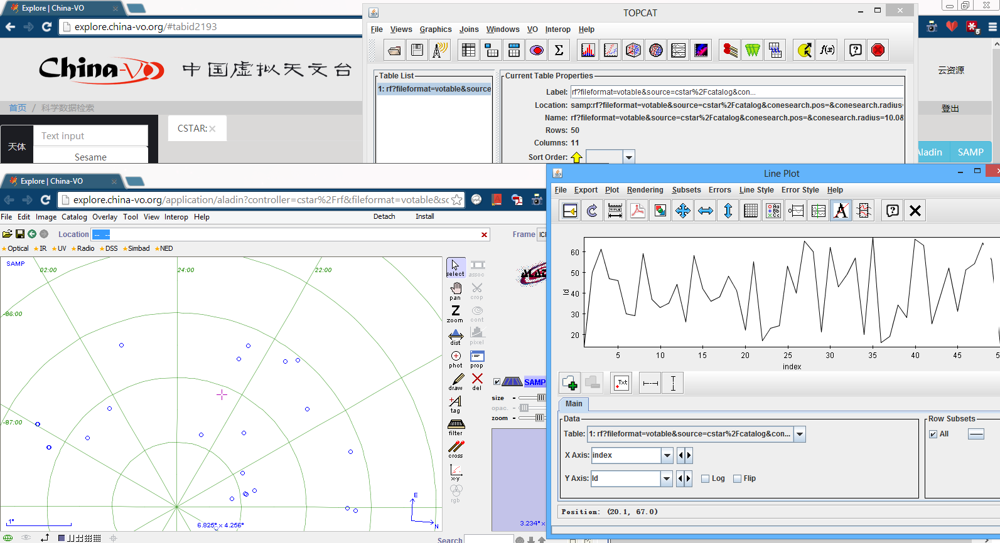 Explore | China-VO
explore.china-vo.org/#tabid2193
China-VO 中国虚拟天文台
首页 / 科学数据检索
CSTAR:
天体
Text input
Sesame
TOPCAT
File Views Graphics Joins Windows VO Interop Help
Table List
1: rf?fileformat=votable&source
Current Table Properties
Label: rf?fileformat=votable&source=cstar%2Fcatalog&con...
Location: samp:rf?fileformat=votable&source=cstar%2Fcatalog&conesearch.pos=&conesearch.radius=
Name: rf?fileformat=votable&source=cstar%2Fcatalog&conesearch.pos=&conesearch.radius=10.0&
Rows: 50
Columns: 11
Sort Order:
5
云资源
登出
Aladin SAMP
Explore | China-VO
explore.china-vo.org/application/aladin?controller=cstar%2Frf&fileformat=votable&sc
File Edit Image Catalog Overlay Tool View Interop Help
Detach Install
Location -- --
Frame ICR
Optical IR UV Radio DSS Simbad NED
SAMP
02:00 24:00 22:00
-86:00
-87:00
1°
6.825° x 4.256°
E
N
select assoc
pan crop
Z
zoom cont
dist pixel
phot prop
draw del
tag
filter
cross
x-y
rgb
SAMP
size
opac.
zoom
3.234° x
Search
Line Plot
File Export Plot Rendering Subsets Errors Line Style Error Style Help
60
50
40
30
20
Id
5 10 15 20 25 30 35 40 45 5
index
Txt
Main
Data
Table: 1: rf?fileformat=votable&source=cstar%2Fcatalog&con...
X Axis: index
Y Axis: Id
Log Flip
Row Subsets
All
Position: (20.1, 67.0)